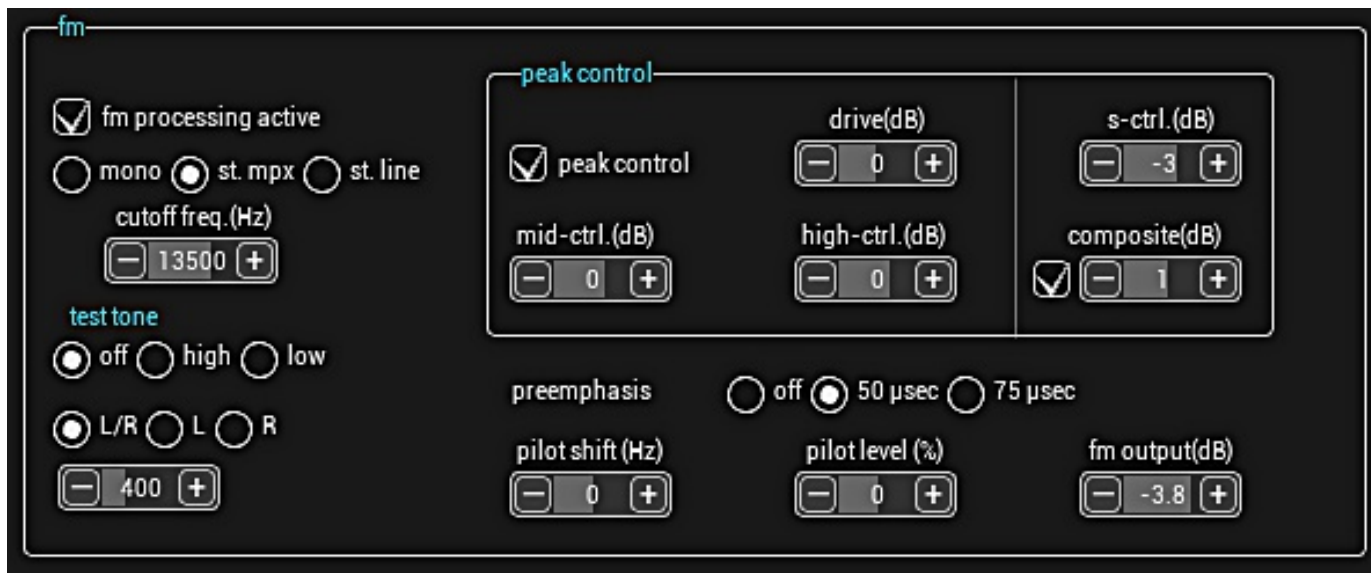 fm
fm processing active
mono st. mpx st. line
cutoff freq.(Hz)
13500
test tone
off high low
L/R L R
400
peak control
peak control
drive(dB)
0
mid-ctrl.(dB)
0
high-ctrl.(dB)
0
s-ctrl.(dB)
-3
composite(dB)
1
preemphasis off 50 µsec 75 µsec
pilot shift (Hz)
0
pilot level (%)
0
fm output(dB)
-3.8